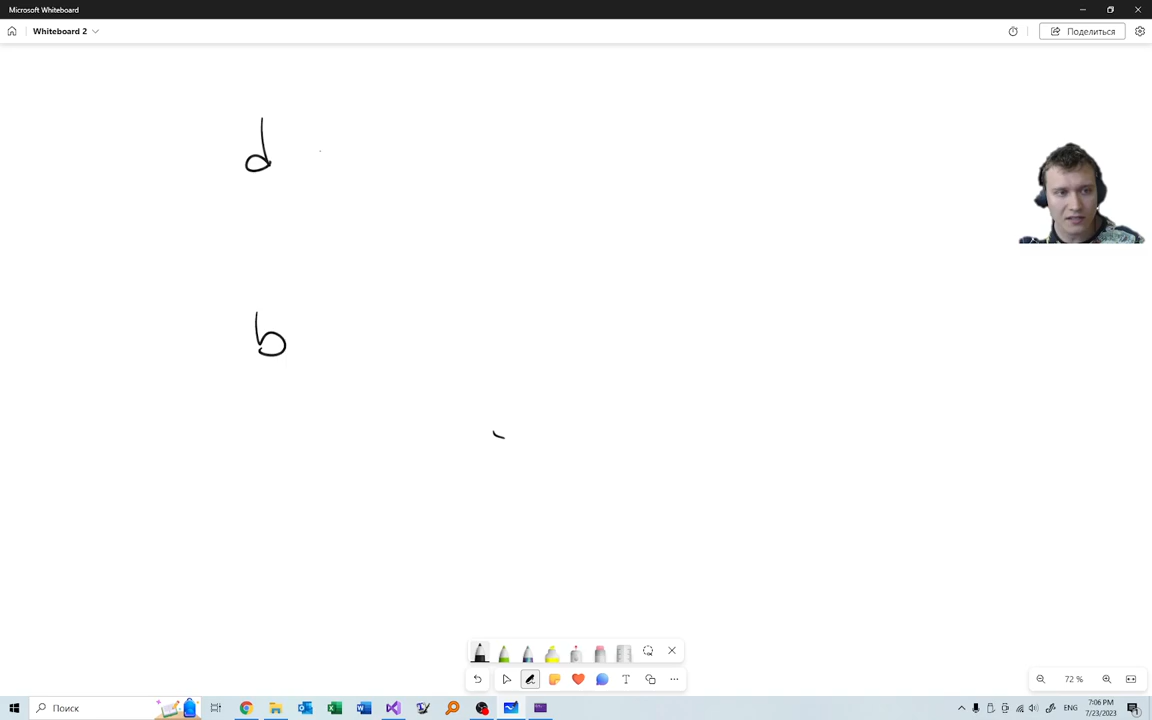 Microsoft Whiteboard
Whiteboard 2
Поделиться
d
b
72 %
Поиск
ENG
7:06 PM
7/23/2023